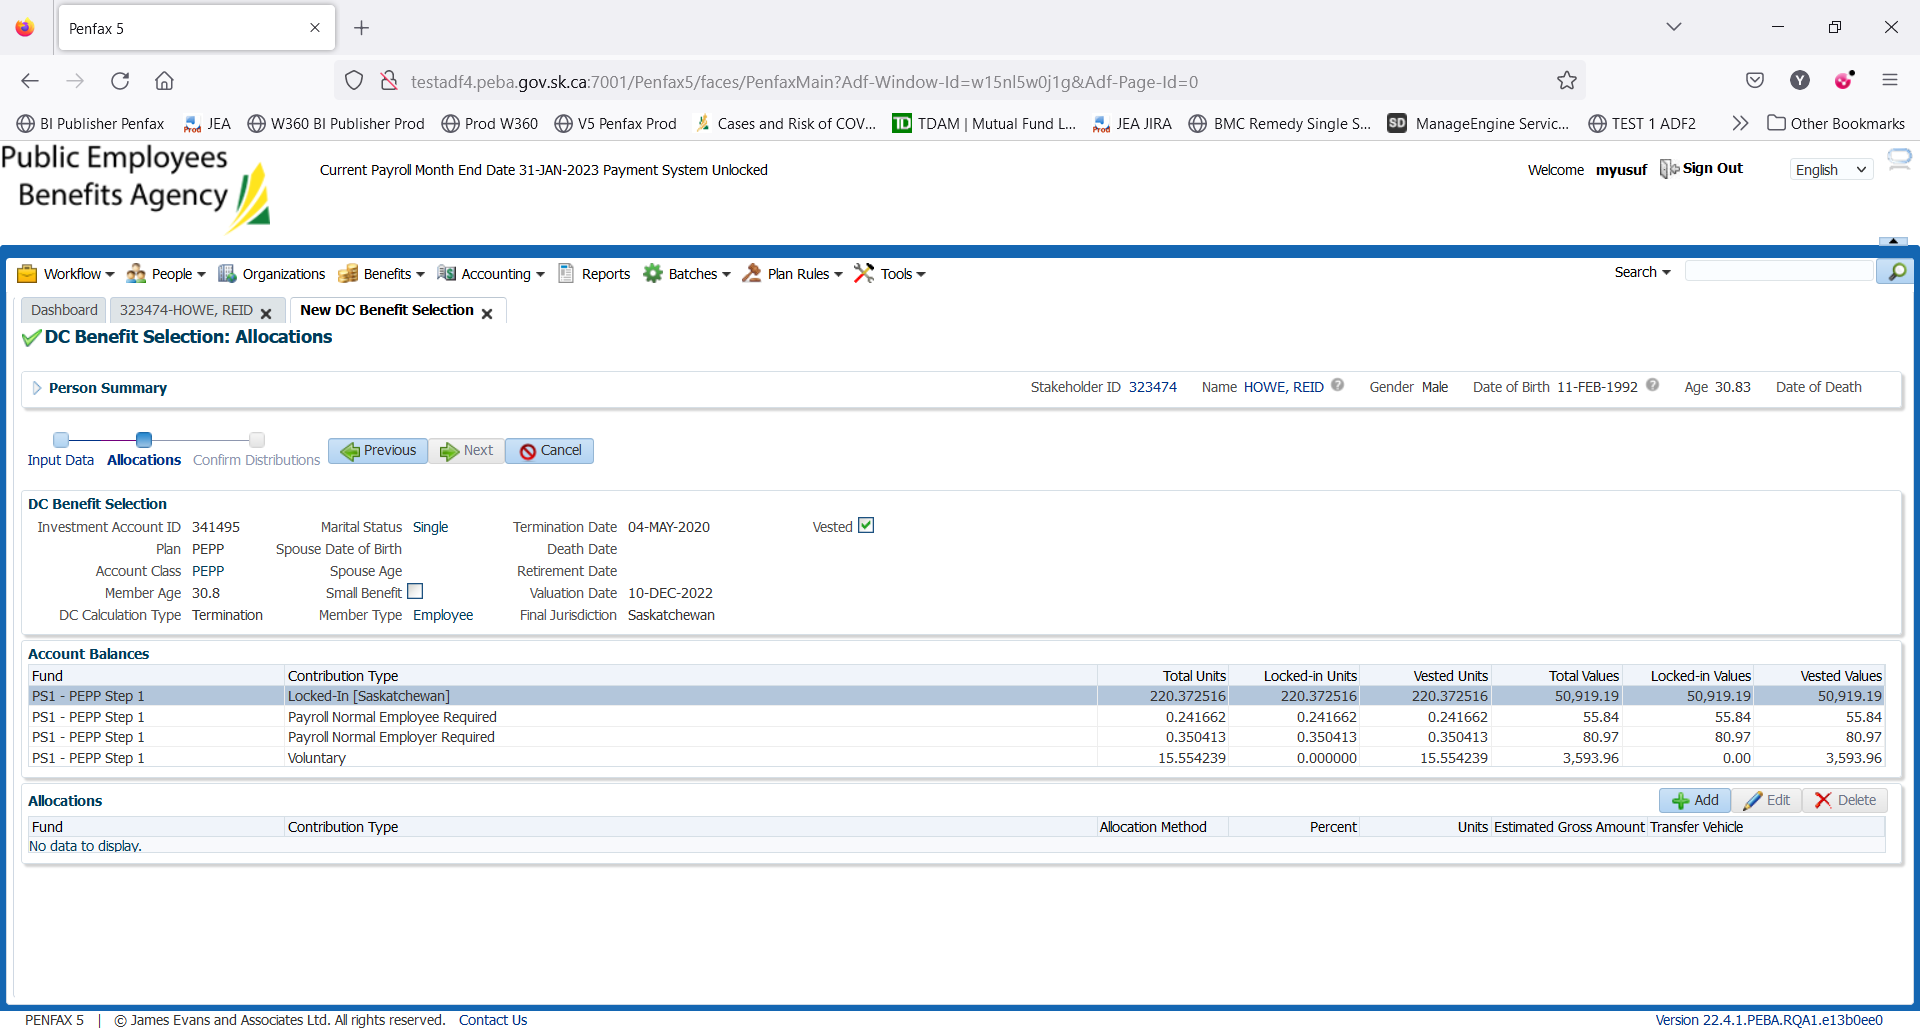 Penfax 5
testadf4.peba.gov.sk.ca:7001/Penfax5/faces/PenfaxMain?Adf-Window-Id=w15nl5w0j1g&Adf-Page-Id=0
Y
BI Publisher Penfax JEA W360 BI Publisher Prod Prod W360 V5 Penfax Prod Cases and Risk of COV... TD TDAM | Mutual Fund L... JEA JIRA BMC Remedy Single S... SD ManageEngine Servic... TEST 1 ADF2 Other Bookmarks
Public Employees
Benefits Agency
Current Payroll Month End Date 31-JAN-2023 Payment System Unlocked
Welcome myusuf Sign Out English
Workflow People Organizations Benefits Accounting Reports Batches Plan Rules Tools Search
Dashboard 323474-HOWE, REID New DC Benefit Selection
DC Benefit Selection: Allocations
Person Summary Stakeholder ID 323474 Name HOWE, REID Gender Male Date of Birth 11-FEB-1992 Age 30.83 Date of Death
Input Data Allocations Confirm Distributions Previous Next Cancel
DC Benefit Selection
Investment Account ID 341495 Marital Status Single Termination Date 04-MAY-2020 Vested
Plan PEPP Spouse Date of Birth Death Date
Account Class PEPP Spouse Age Retirement Date
Member Age 30.8 Small Benefit Valuation Date 10-DEC-2022
DC Calculation Type Termination Member Type Employee Final Jurisdiction Saskatchewan
Account Balances
Fund Contribution Type Total Units Locked-in Units Vested Units Total Values Locked-in Values Vested Values
PS1 - PEPP Step 1 Locked-In [Saskatchewan] 220.372516 220.372516 220.372516 50,919.19 50,919.19 50,919.19
PS1 - PEPP Step 1 Payroll Normal Employee Required 0.241662 0.241662 0.241662 55.84 55.84 55.84
PS1 - PEPP Step 1 Payroll Normal Employer Required 0.350413 0.350413 0.350413 80.97 80.97 80.97
PS1 - PEPP Step 1 Voluntary 15.554239 0.000000 15.554239 3,593.96 0.00 3,593.96
Allocations Add Edit Delete
Fund Contribution Type Allocation Method Percent Units Estimated Gross Amount Transfer Vehicle
No data to display.
PENFAX 5 | © James Evans and Associates Ltd. All rights reserved. Contact Us Version 22.4.1.PEBA.RQA1.e13b0ee0